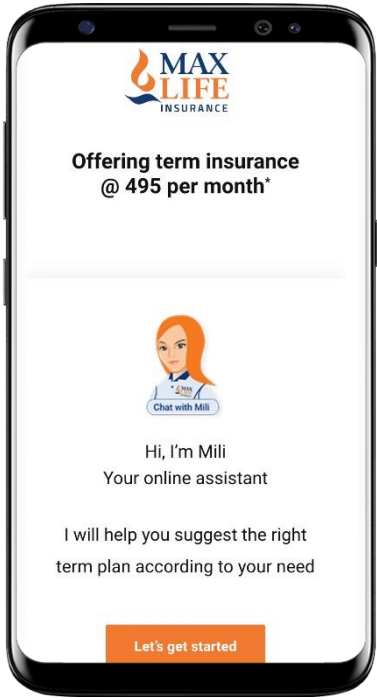 MAX
LIFE
INSURANCE
Offering term insurance
@ 495 per month*
Chat with Mili
Hi, I'm Mili
Your online assistant
I will help you suggest the right
term plan according to your need
Let's get started